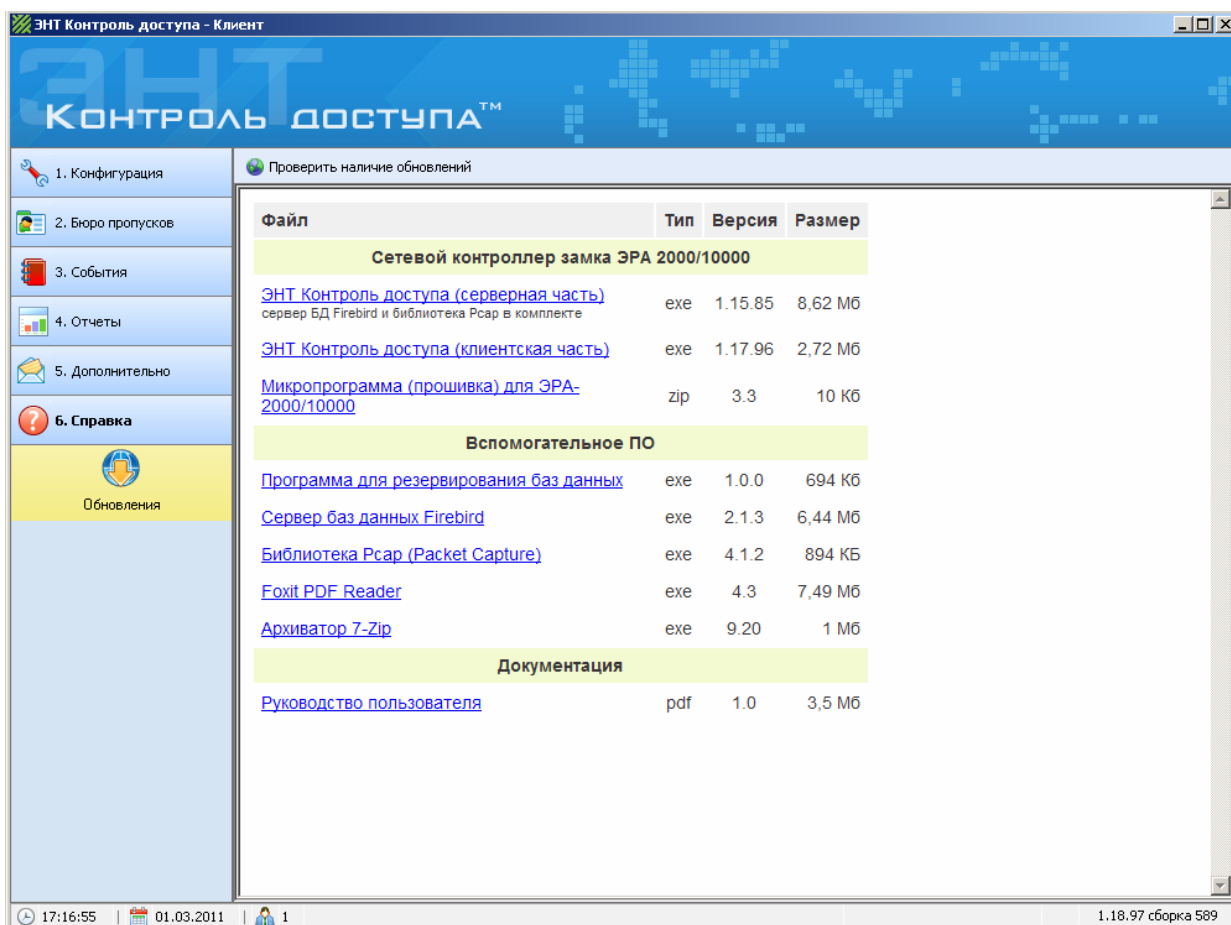 ЭНТ Контроль доступа - Клиент
ЭНТ
КОНТРОЛЬ ДОСТУПА™
1. Конфигурация
2. Бюро пропусков
3. События
4. Отчеты
5. Дополнительно
6. Справка
Обновления
Проверить наличие обновлений
Файл Тип Версия Размер
Сетевой контроллер замка ЭРА 2000/10000
ЭНТ Контроль доступа (серверная часть) exe 1.15.85 8,62 Мб
сервер БД Firebird и библиотека Pcap в комплекте
ЭНТ Контроль доступа (клиентская часть) exe 1.17.96 2,72 Мб
Микропрограмма (прошивка) для ЭРА-
2000/10000 zip 3.3 10 Кб
Вспомогательное ПО
Программа для резервирования баз данных exe 1.0.0 694 Кб
Сервер баз данных Firebird exe 2.1.3 6,44 Мб
Библиотека Pcap (Packet Capture) exe 4.1.2 894 КБ
Foxit PDF Reader exe 4.3 7,49 Мб
Архиватор 7-Zip exe 9.20 1 Мб
Документация
Руководство пользователя pdf 1.0 3,5 Мб
17:16:55 | 01.03.2011 | 1 1.18.97 сборка 589